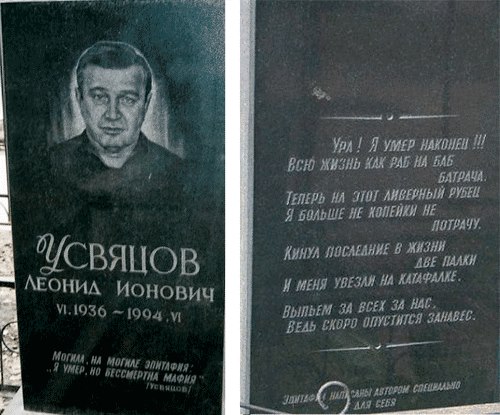 УСВЯЦОВ
ЛЕОНИД ИОНОВИЧ
VI.1936 ~ 1994.VI
МОГИЛА, НА МОГИЛЕ ЭПИТАФИЯ:
„Я УМЕР, НО БЕССМЕРТНА МАФИЯ"
(УСВЯЦОВ)
УРА! Я УМЕР НАКОНЕЦ!!!
ВСЮ ЖИЗНЬ КАК РАБ НА БАБ
БАТРАЧА.
ТЕПЕРЬ НА ЭТОТ ЛИВЕРНЫЙ РУБЕЦ
Я БОЛЬШЕ НЕ КОПЕЙКИ НЕ
ПОТРАЧУ.
КИНУЛ ПОСЛЕДНИЕ В ЖИЗНИ
ДВЕ ПАЛКИ
И МЕНЯ УВЕЗЛИ НА КАТАФАЛКЕ.
ВЫПЬЕМ ЗА ВСЕХ ЗА НАС,
ВЕДЬ СКОРО ОПУСТИТСЯ ЗАНАВЕС.
ЭПИТАФИИ НАПИСАНЫ АВТОРОМ СПЕЦИАЛЬНО
ДЛЯ СЕБЯ